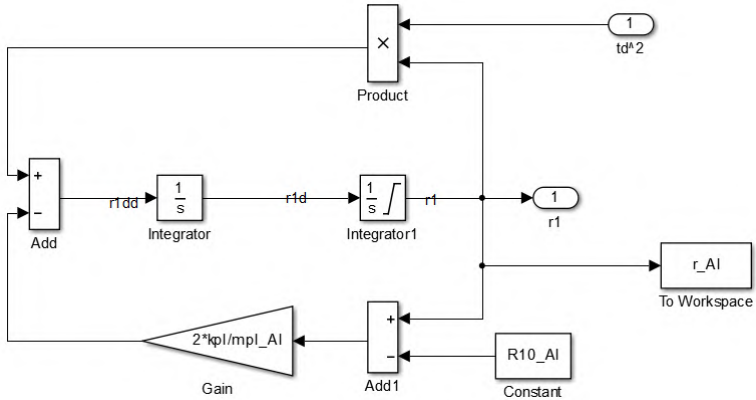 1
td^2
×
Product
+
−
Add
r1dd
1
s
Integrator
r1d
1
s
Integrator1
r1
1
r1
r_Al
To Workspace
2*kpl/mpl_Al
Gain
+
−
Add1
R10_Al
Constant